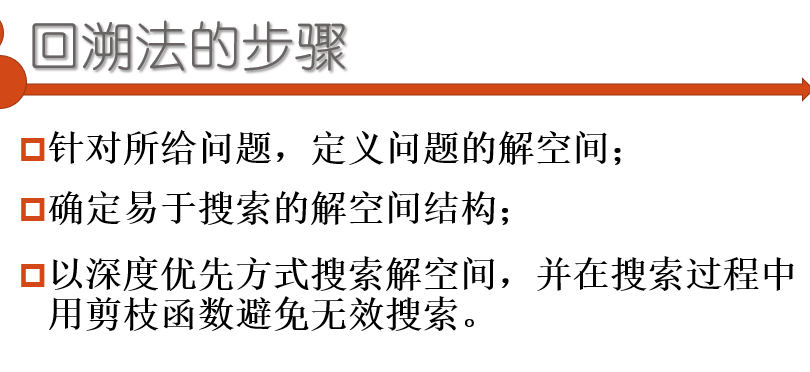 回溯法的步骤
针对所给问题，定义问题的解空间；
确定易于搜索的解空间结构；
以深度优先方式搜索解空间，并在搜索过程中
用剪枝函数避免无效搜索。